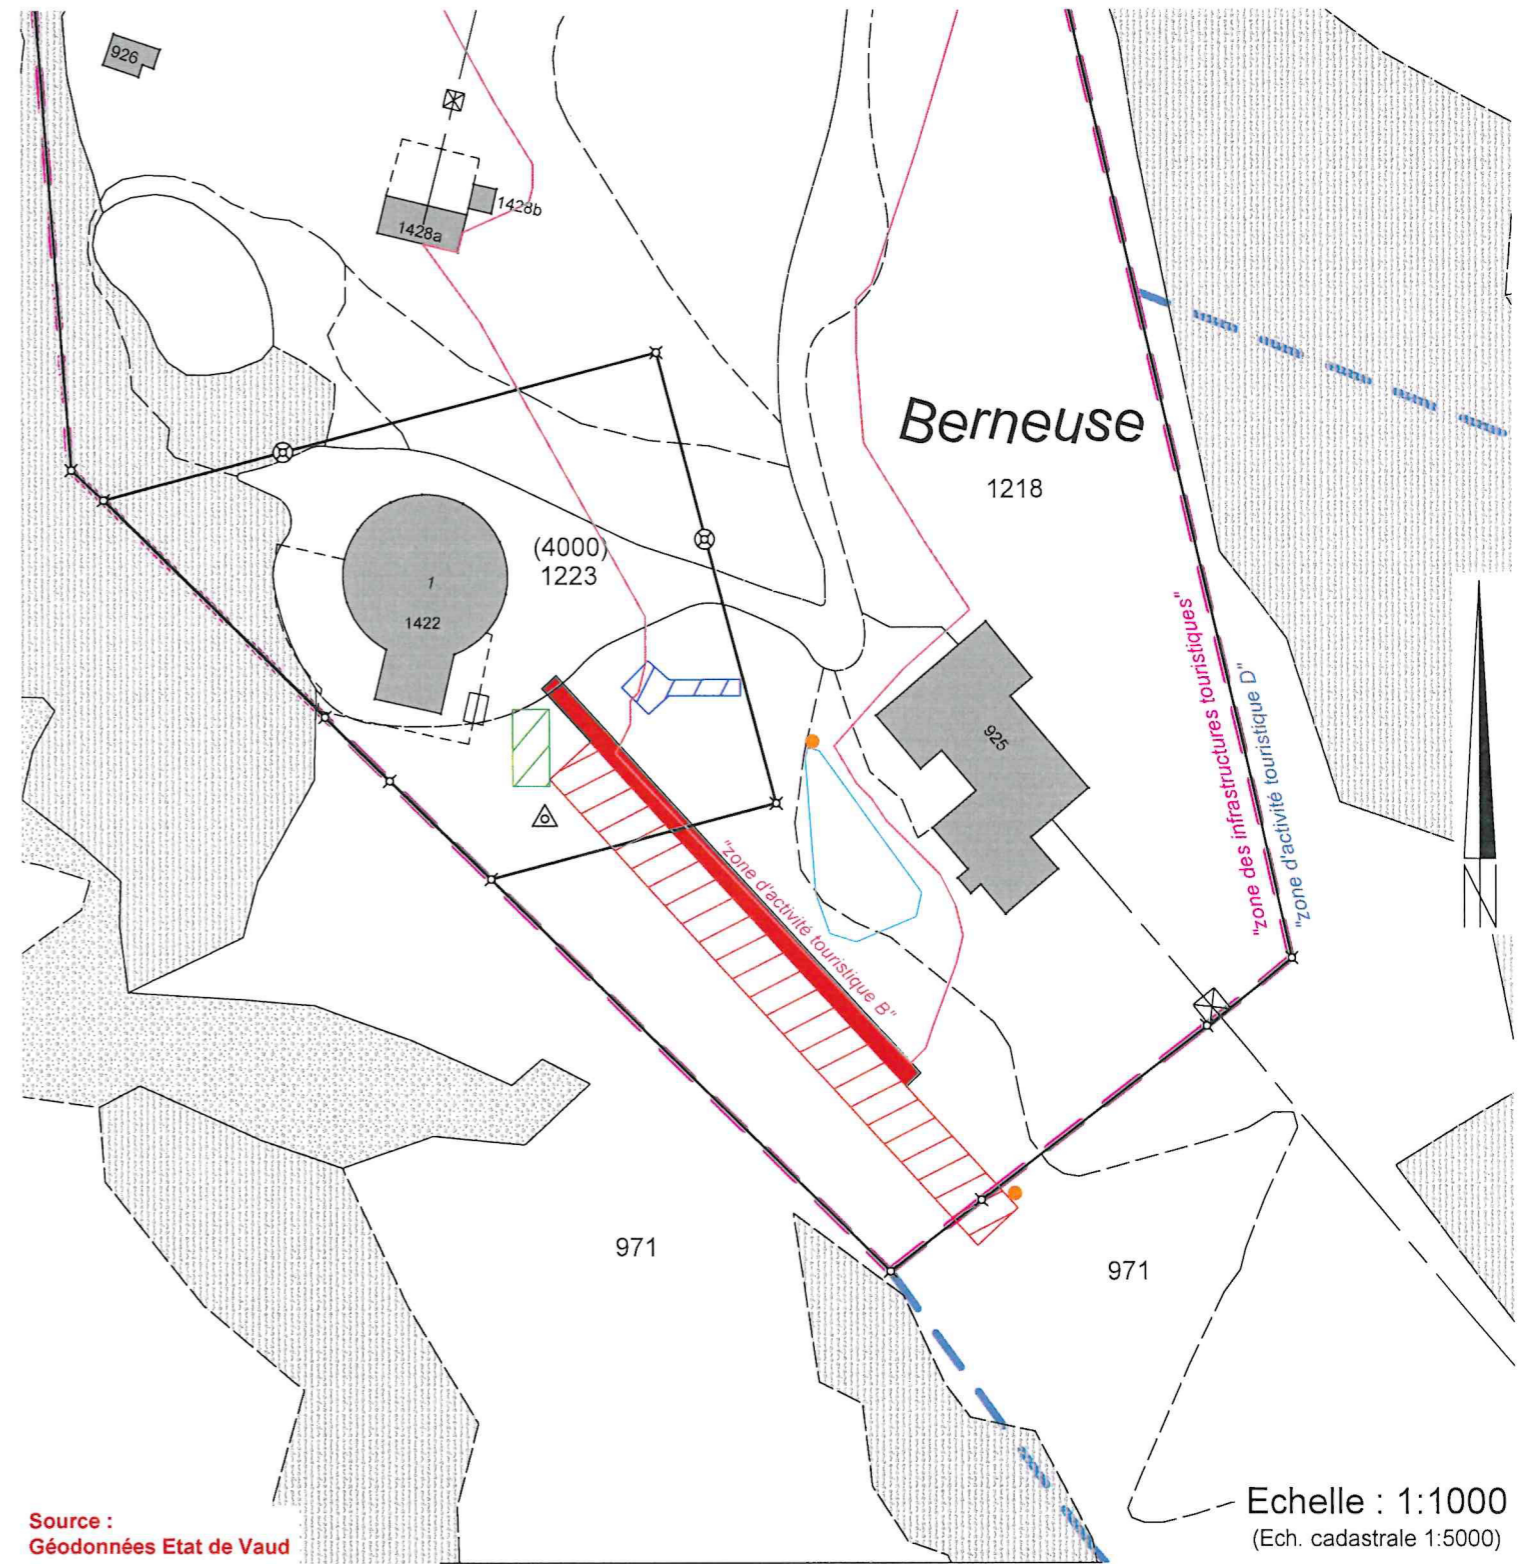 926
1428b
1428a
Berneuse
1218
(4000)
1223
1
1422
925
"zone des infrastructures touristiques"
"zone d'activité touristique D"
"zone d'activité touristique B"
971
971
Echelle : 1:1000
(Ech. cadastrale 1:5000)
Source :
Géodonnées Etat de Vaud